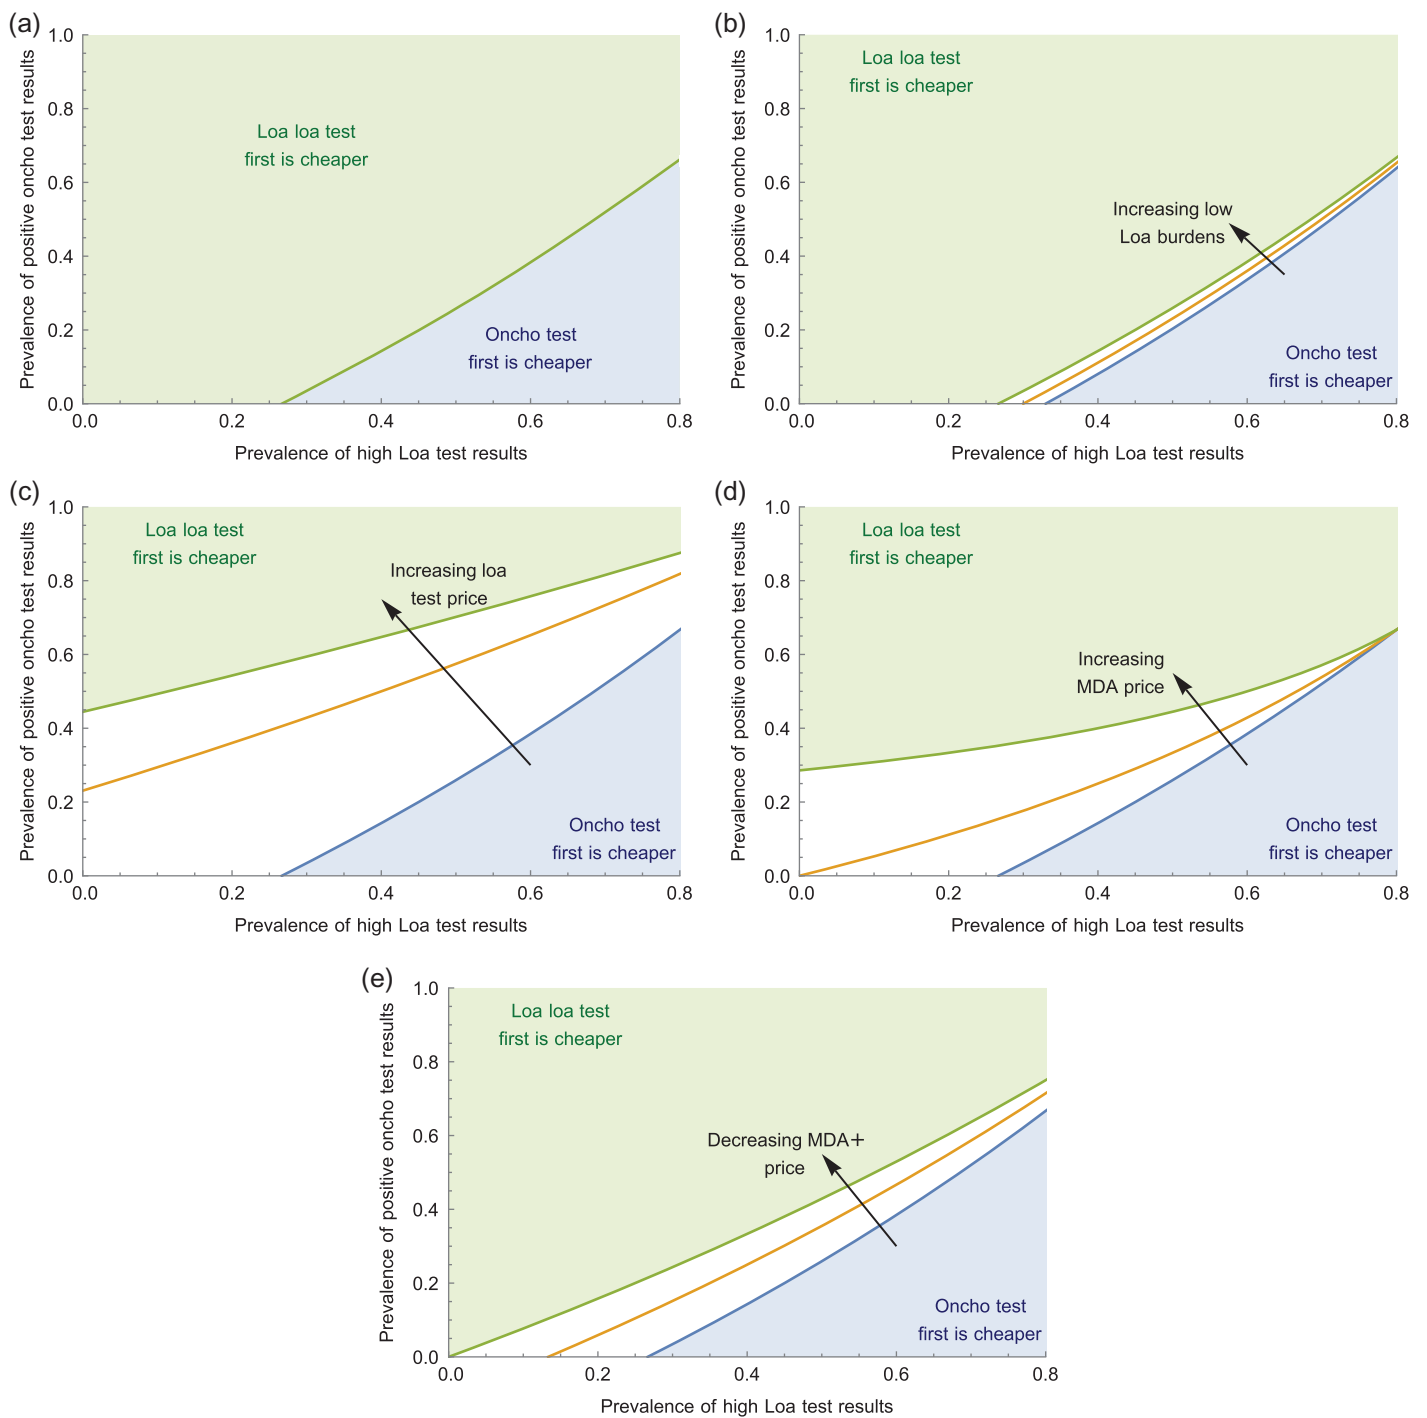 (a)
Prevalence of positive oncho test results
1.0
0.8
0.6
0.4
0.2
0.0
Loa loa test
first is cheaper
Oncho test
first is cheaper
0.0 0.2 0.4 0.6 0.8
Prevalence of high Loa test results
(b)
Prevalence of positive oncho test results
1.0
0.8
0.6
0.4
0.2
0.0
Loa loa test
first is cheaper
Increasing low
Loa burdens
Oncho test
first is cheaper
0.0 0.2 0.4 0.6 0.8
Prevalence of high Loa test results
(c)
Prevalence of positive oncho test results
1.0
0.8
0.6
0.4
0.2
0.0
Loa loa test
first is cheaper
Increasing loa
test price
Oncho test
first is cheaper
0.0 0.2 0.4 0.6 0.8
Prevalence of high Loa test results
(d)
Prevalence of positive oncho test results
1.0
0.8
0.6
0.4
0.2
0.0
Loa loa test
first is cheaper
Increasing
MDA price
Oncho test
first is cheaper
0.0 0.2 0.4 0.6 0.8
Prevalence of high Loa test results
(e)
Prevalence of positive oncho test results
1.0
0.8
0.6
0.4
0.2
0.0
Loa loa test
first is cheaper
Decreasing MDA+
price
Oncho test
first is cheaper
0.0 0.2 0.4 0.6 0.8
Prevalence of high Loa test results